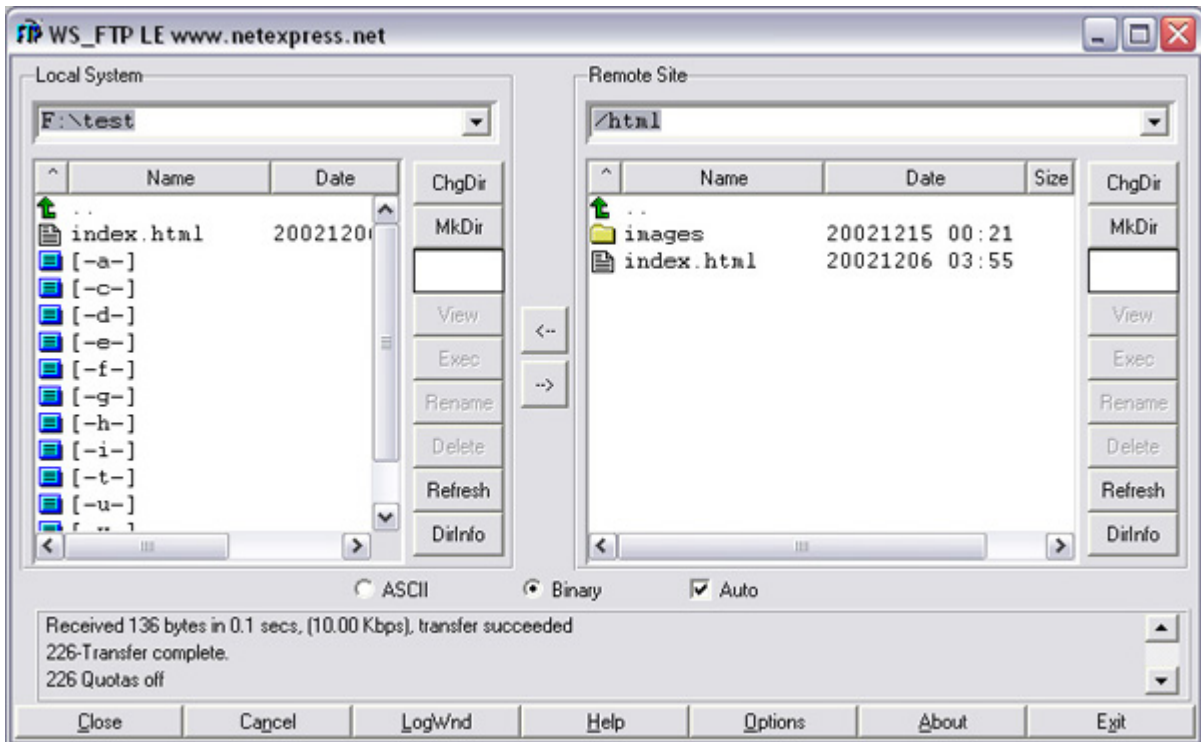 WS_FTP LE www.netexpress.net
Local System
F:\test
^ Name Date
..
index.html 2002120
[-a-]
[-c-]
[-d-]
[-e-]
[-f-]
[-g-]
[-h-]
[-i-]
[-t-]
[-u-]
ChgDir
MkDir
View
Exec
Rename
Delete
Refresh
DirInfo
<--
-->
Remote Site
/html
^ Name Date Size
..
images 20021215 00:21
index.html 20021206 03:55
ChgDir
MkDir
View
Exec
Rename
Delete
Refresh
DirInfo
ASCII Binary Auto
Received 136 bytes in 0.1 secs, (10.00 Kbps), transfer succeeded
226-Transfer complete.
226 Quotas off
Close Cancel LogWnd Help Options About Exit